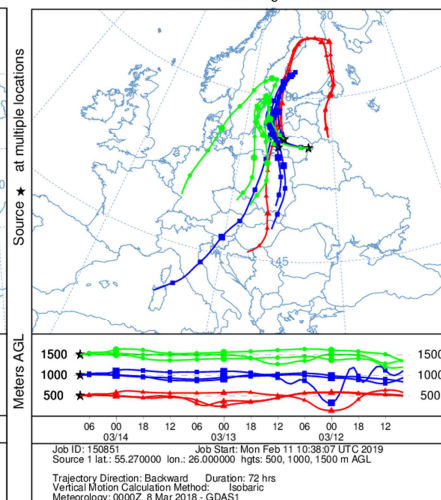 30
60
45
Source ★ at multiple locations
Meters AGL
1500 1500
1000 1000
500 500
06 00 18 12 06 00 18 12 06 00 18 12
03/14 03/13 03/12
Job ID: 150851 Job Start: Mon Feb 11 10:38:07 UTC 2019
Source 1 lat.: 55.270000 lon.: 26.000000 hgts: 500, 1000, 1500 m AGL
Trajectory Direction: Backward Duration: 72 hrs
Vertical Motion Calculation Method: Isobaric
Meteorology: 0000Z 8 Mar 2018 - GDAS1